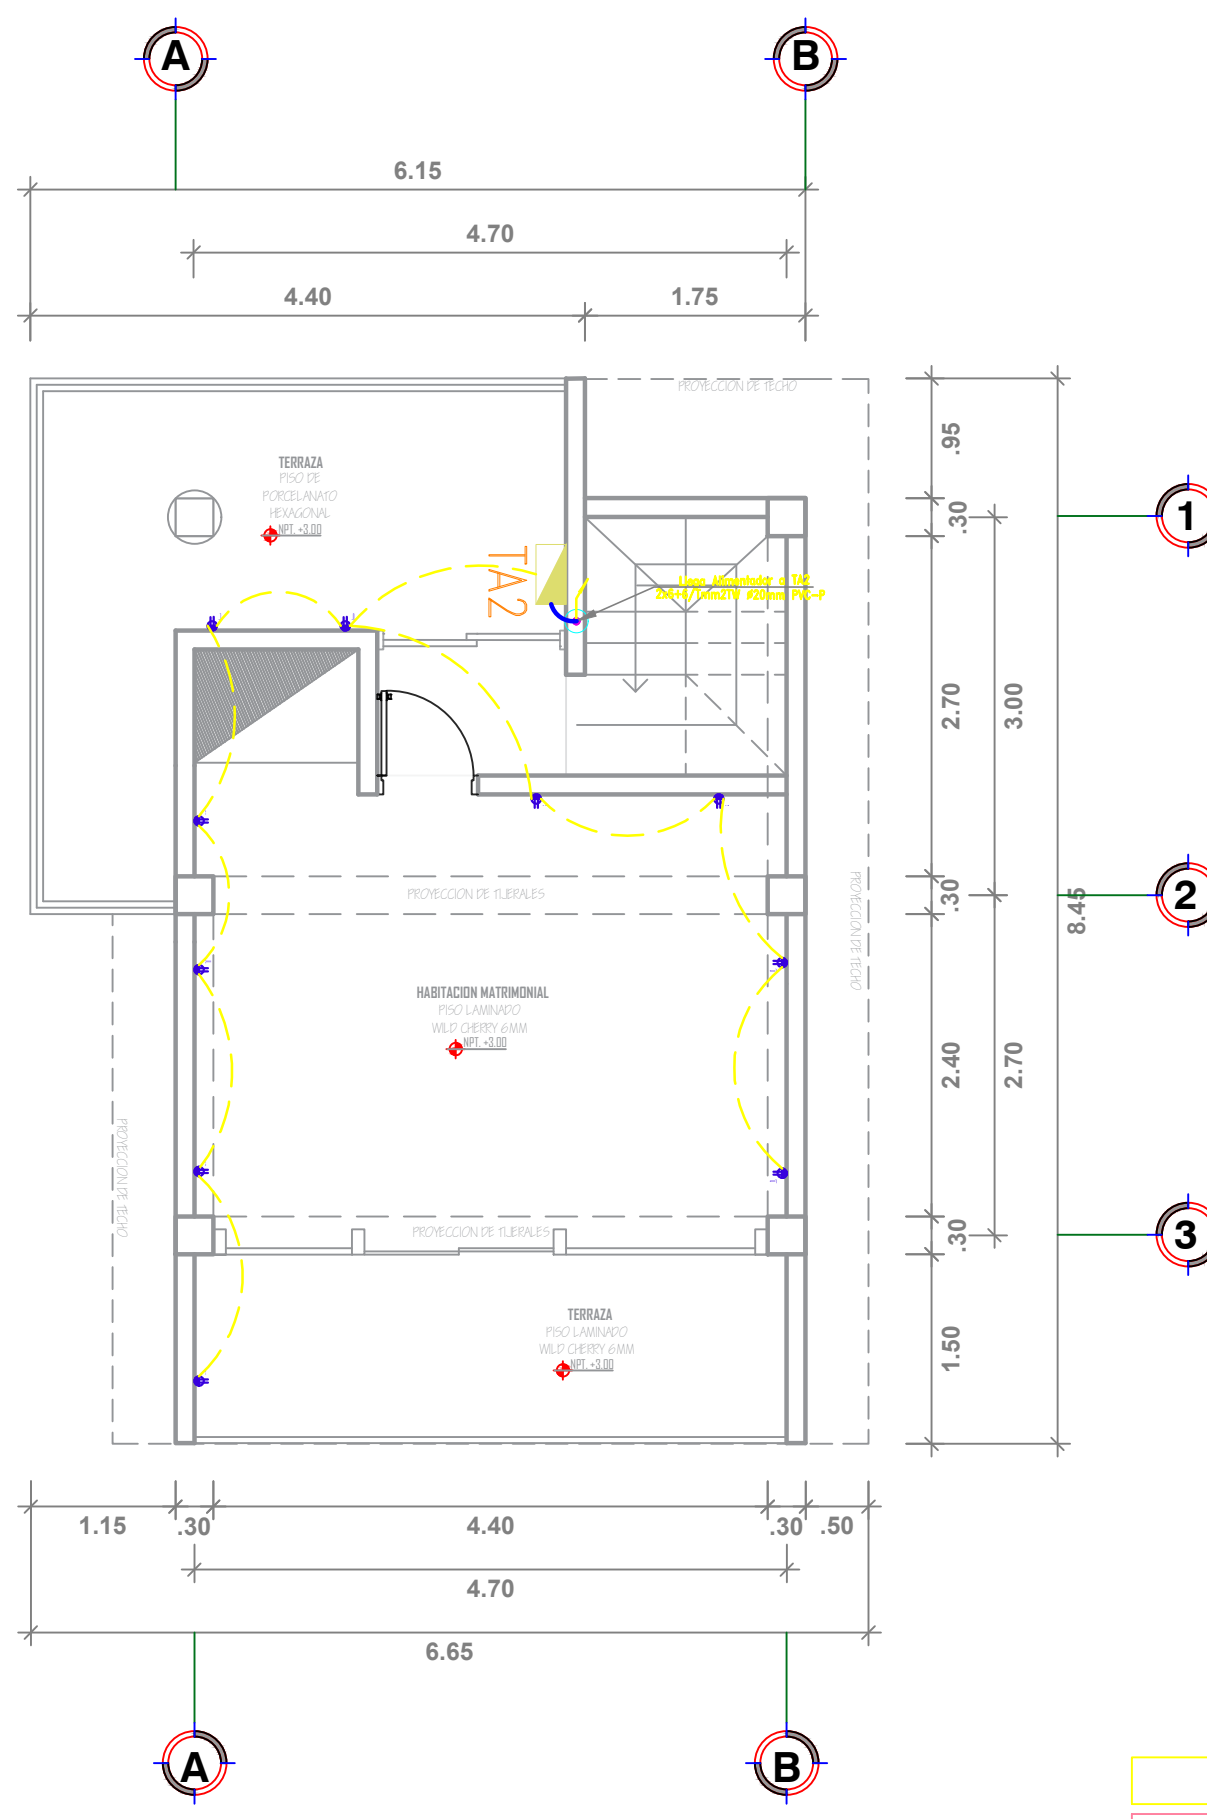 A
B
6.15
4.70
4.40
1.75
PROYECCION DE TECHO
.95
TERRAZA
PISO DE
PORCELANATO
HEXAGONAL
NPT. +3.00
.30
1
TA2
Linea Alimentador a TA2
PVC-P
2.70
3.00
PROYECCION DE TIJERALES
PROYECCION DE TECHO
.30
2
8.45
HABITACION MATRIMONIAL
PISO LAMINADO
WILD CHERRY 6MM
NPT. +3.00
2.40
2.70
PROYECCION DE TECHO
PROYECCION DE TIJERALES
.30
3
TERRAZA
PISO LAMINADO
WILD CHERRY 6MM
NPT. +3.00
1.50
1.15
.30
4.40
.30
.50
4.70
6.65
A
B